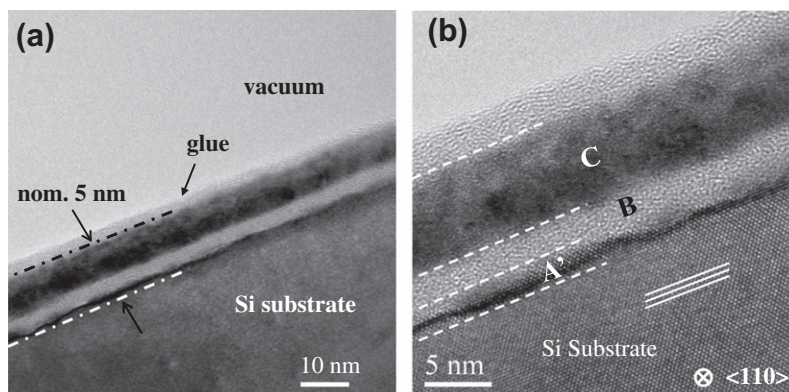 (a)
vacuum
glue
nom. 5 nm
Si substrate
10 nm
(b)
C
B
A’
Si Substrate
5 nm
⊗ <110>